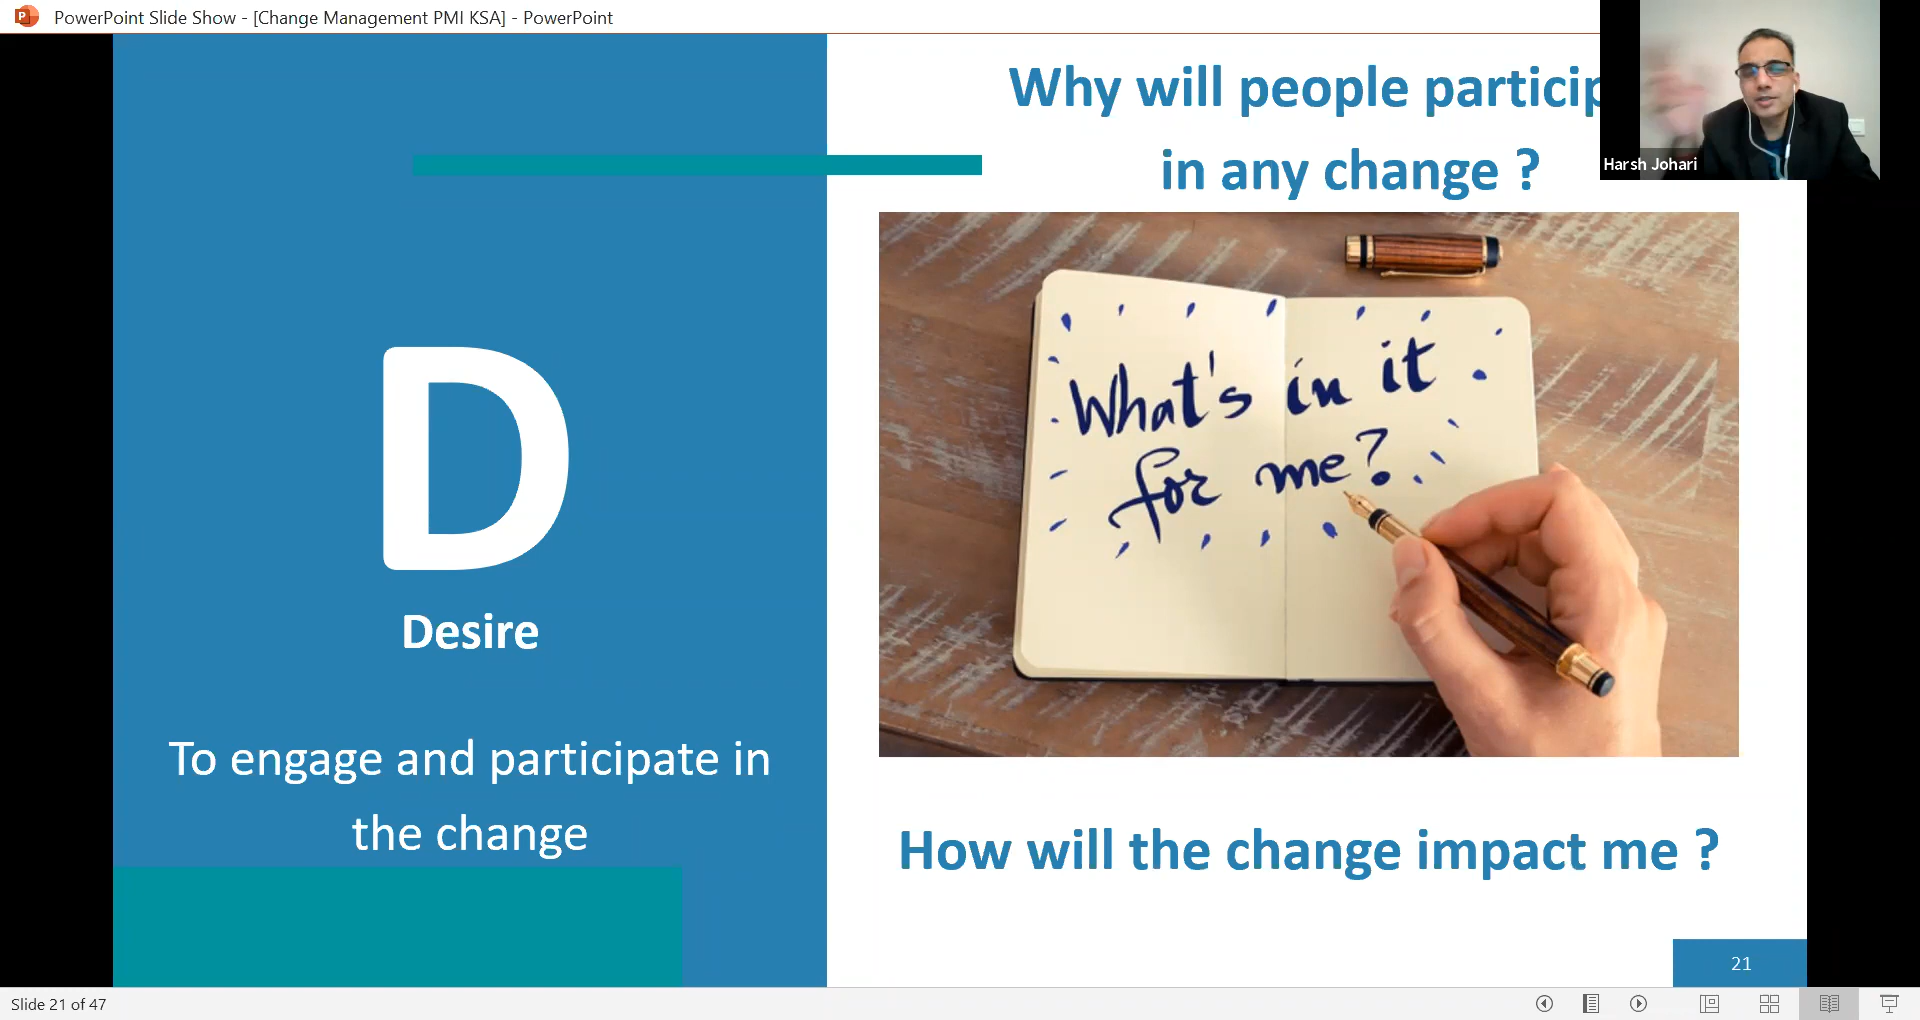 PowerPoint Slide Show - [Change Management PMI KSA] - PowerPoint
Why will people particip
in any change ?
Harsh Johari
What's in it
for me?
D
Desire
To engage and participate in
the change
How will the change impact me ?
21
Slide 21 of 47